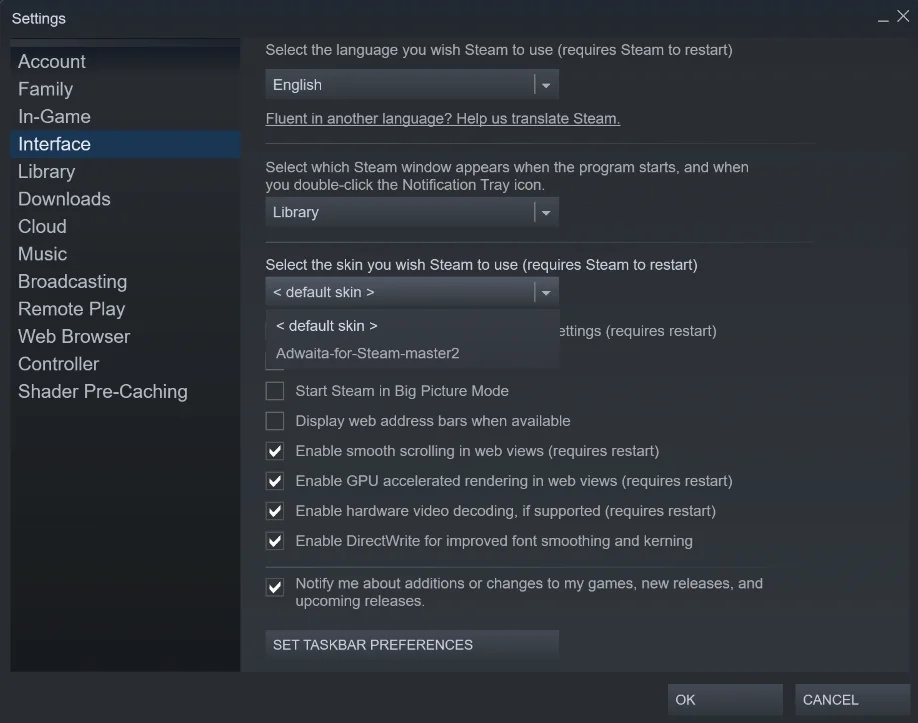 Settings
Account
Family
In-Game
Interface
Library
Downloads
Cloud
Music
Broadcasting
Remote Play
Web Browser
Controller
Shader Pre-Caching
Select the language you wish Steam to use (requires Steam to restart)
English
Fluent in another language? Help us translate Steam.
Select which Steam window appears when the program starts, and when
you double-click the Notification Tray icon.
Library
Select the skin you wish Steam to use (requires Steam to restart)
< default skin >
< default skin >
ettings (requires restart)
Adwaita-for-Steam-master2
Start Steam in Big Picture Mode
Display web address bars when available
Enable smooth scrolling in web views (requires restart)
Enable GPU accelerated rendering in web views (requires restart)
Enable hardware video decoding, if supported (requires restart)
Enable DirectWrite for improved font smoothing and kerning
Notify me about additions or changes to my games, new releases, and
upcoming releases.
SET TASKBAR PREFERENCES
OK
CANCEL